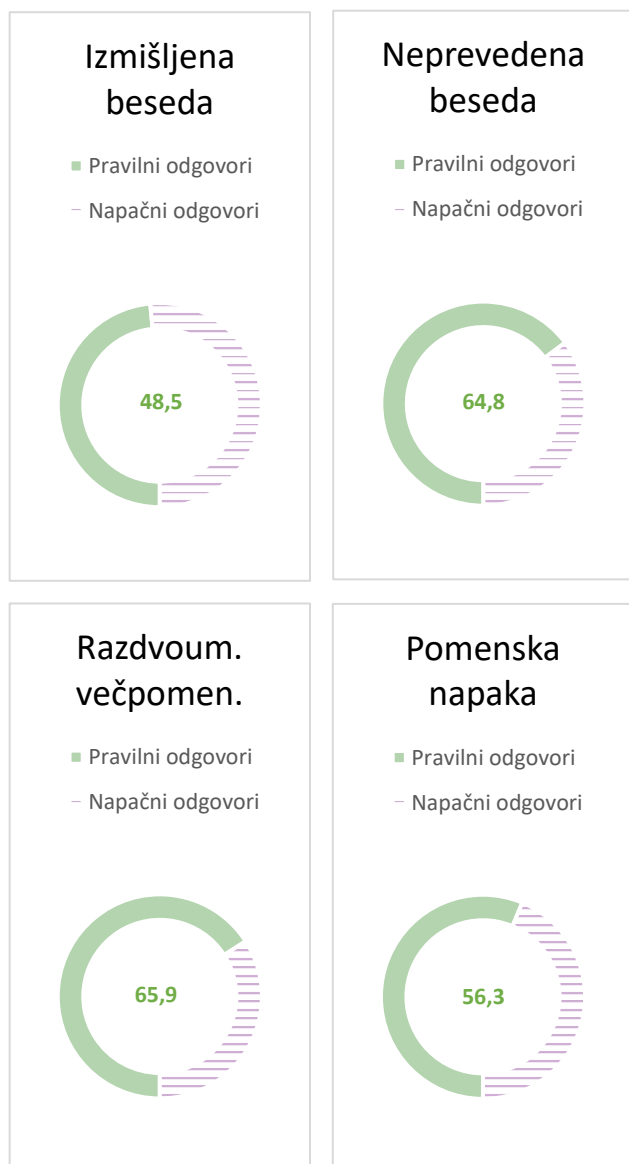 Izmišljena
beseda
Pravilni odgovori
Napačni odgovori
48,5
Neprevedena
beseda
Pravilni odgovori
Napačni odgovori
64,8
Razdvoum.
večpomen.
Pravilni odgovori
Napačni odgovori
65,9
Pomenska
napaka
Pravilni odgovori
Napačni odgovori
56,3